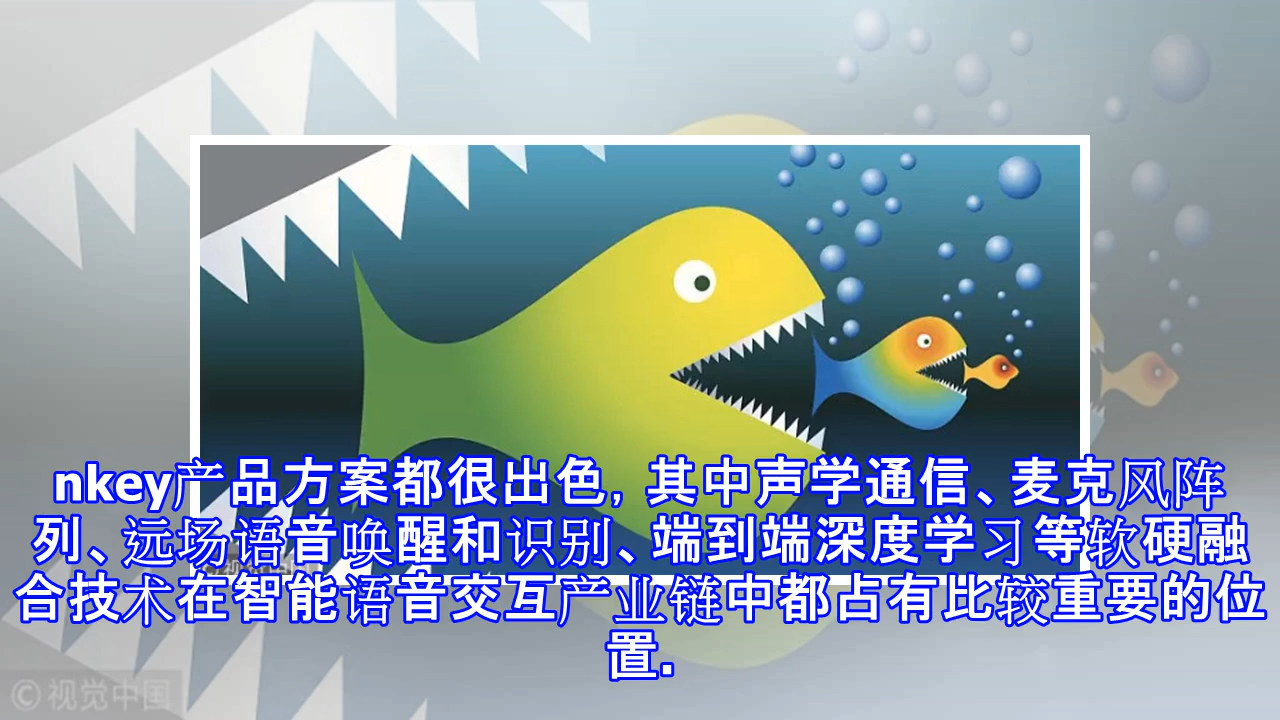 nkey产品方案都很出色, 其中声学通信、麦克风阵
列、远场语音唤醒和识别、端到端深度学习等软硬融
合技术在智能语音交互产业链中都占有比较重要的位
置.
© 视觉中国